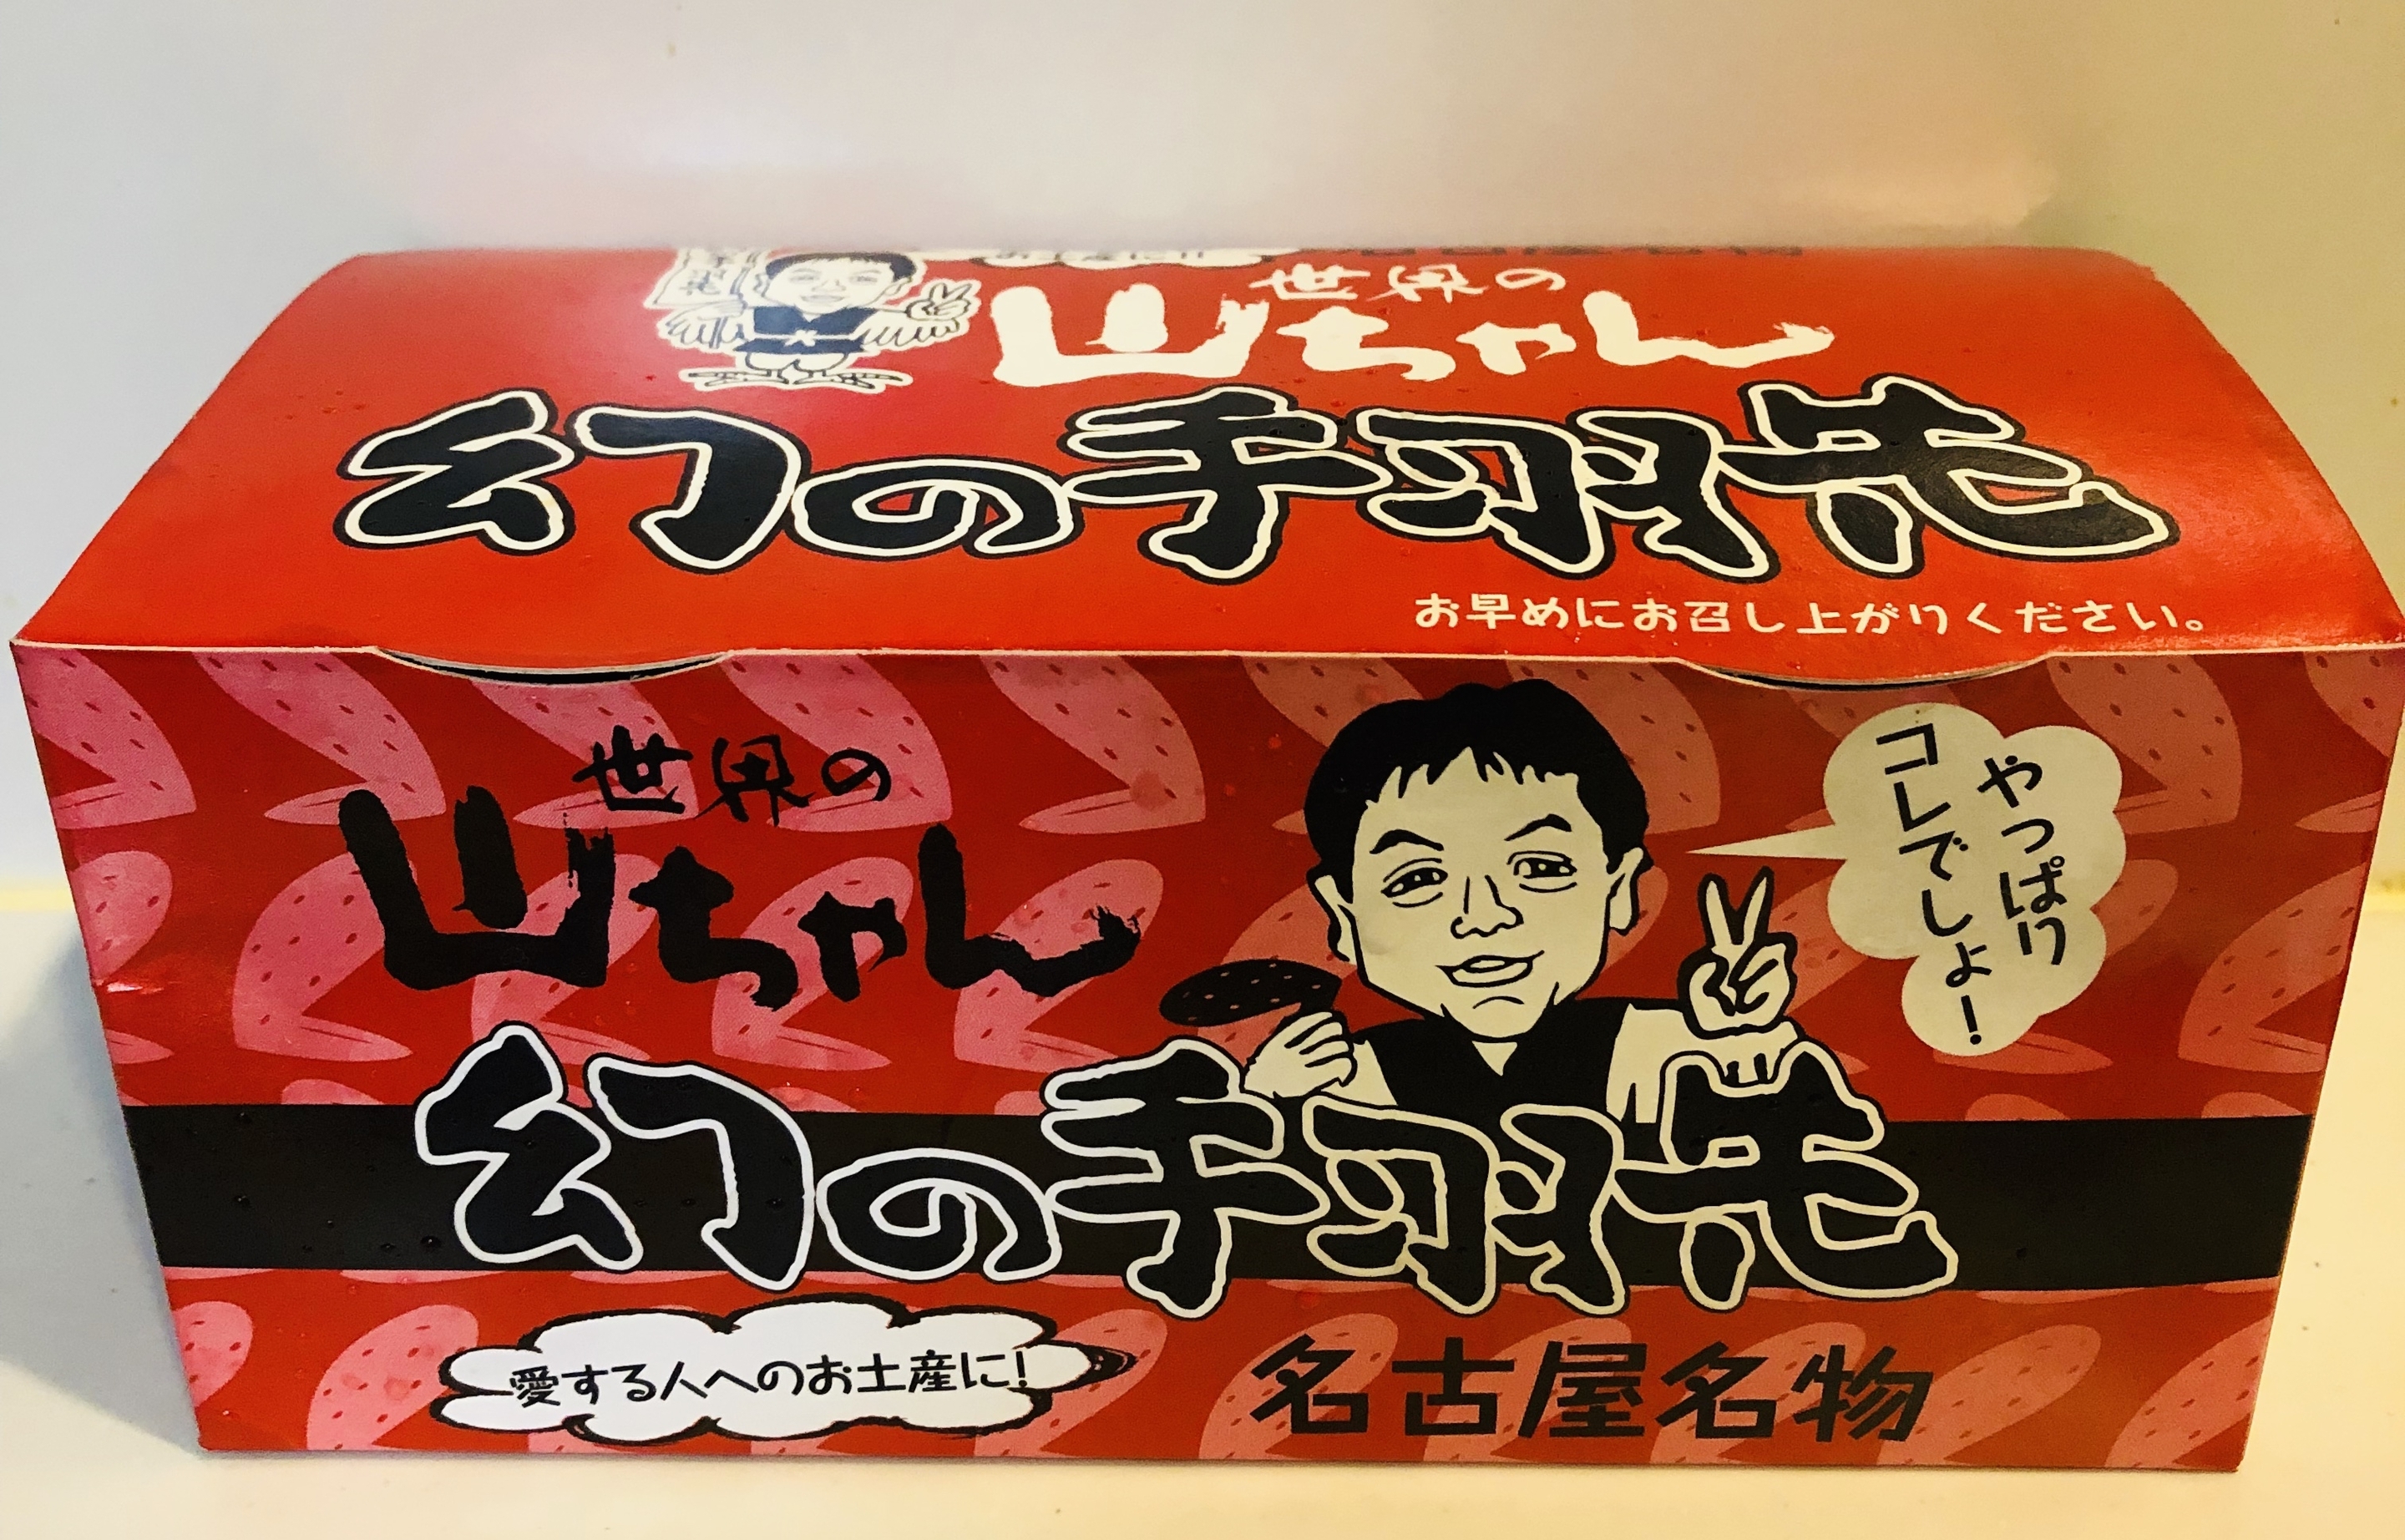 世界の
山ちゃん
幻の手羽先
お早めにお召し上がりください。
世界の
山ちゃん
やっぱり
コレでしょ!
幻の手羽先
愛する人へのお土産に!
名古屋名物